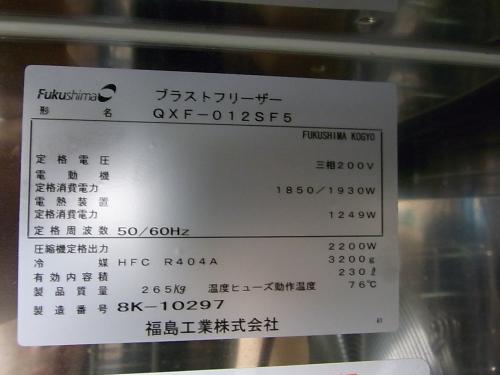 Fukushima ブラストフリーザー
形名 QXF-012SF5
FUKUSHIMA KOGYO
定格電圧 三相200V
電動機
定格消費電力 1850/1930W
電熱装置
定格消費電力 1249W
定格周波数 50/60Hz
圧縮機定格出力 2200W
冷媒 HFC R404A 3200g
有効内容積 230ℓ
製品質量 265Kg 温度ヒューズ動作温度 76℃
製造番号 8K-10297
福島工業株式会社